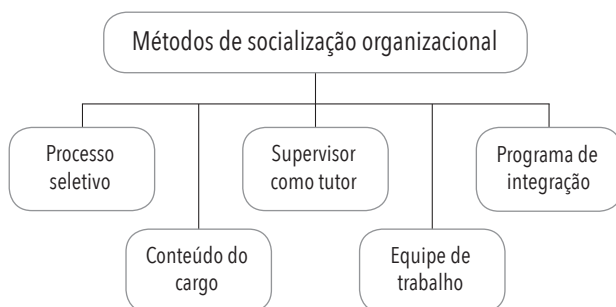 Métodos de socialização organizacional
Processo
seletivo
Supervisor
como tutor
Programa de
integração
Conteúdo do
cargo
Equipe de
trabalho